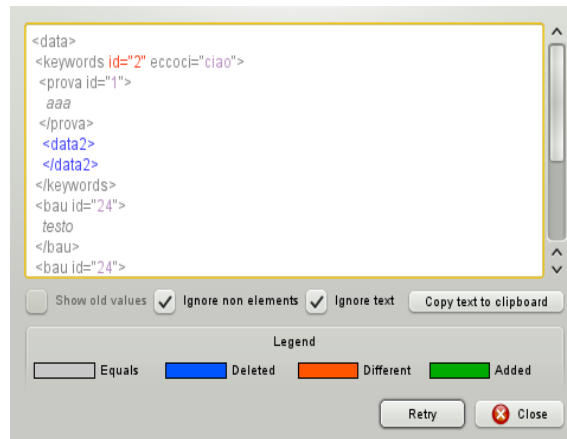 <data>
<keywords id="2" eccoci="ciao">
<prova id="1">
aaa
</prova>
<data2>
</data2>
</keywords>
<bau id="24">
testo
</bau>
<bau id="24">
Show old values Ignore non elements Ignore text Copy text to clipboard
Legend
Equals Deleted Different Added
Retry Close